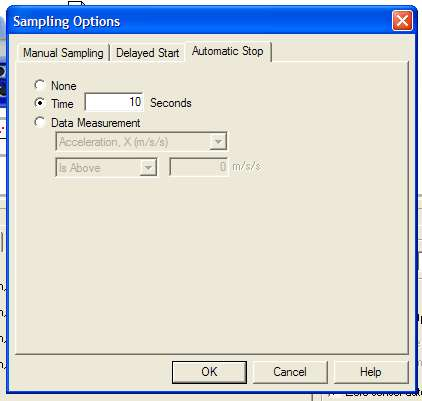 Sampling Options
Manual Sampling Delayed Start Automatic Stop
None
Time 10 Seconds
Data Measurement
Acceleration, X (m/s/s)
Is Above 0 m/s/s
OK Cancel Help